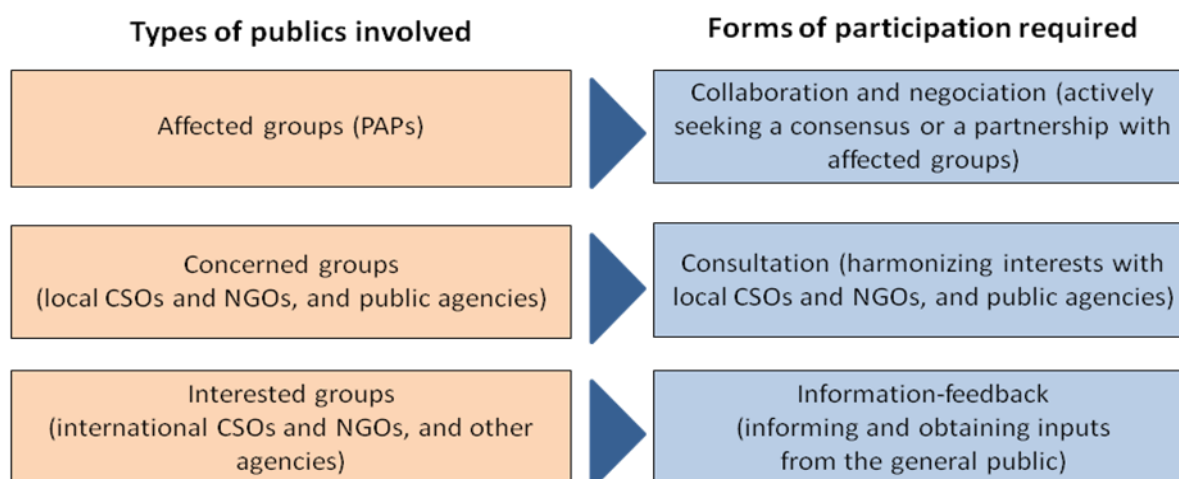 Types of publics involved
Forms of participation required
Affected groups (PAPs)
Collaboration and negociation (actively
seeking a consensus or a partnership with
affected groups)
Concerned groups
(local CSOs and NGOs, and public agencies)
Consultation (harmonizing interests with
local CSOs and NGOs, and public agencies)
Interested groups
(international CSOs and NGOs, and other
agencies)
Information-feedback
(informing and obtaining inputs
from the general public)